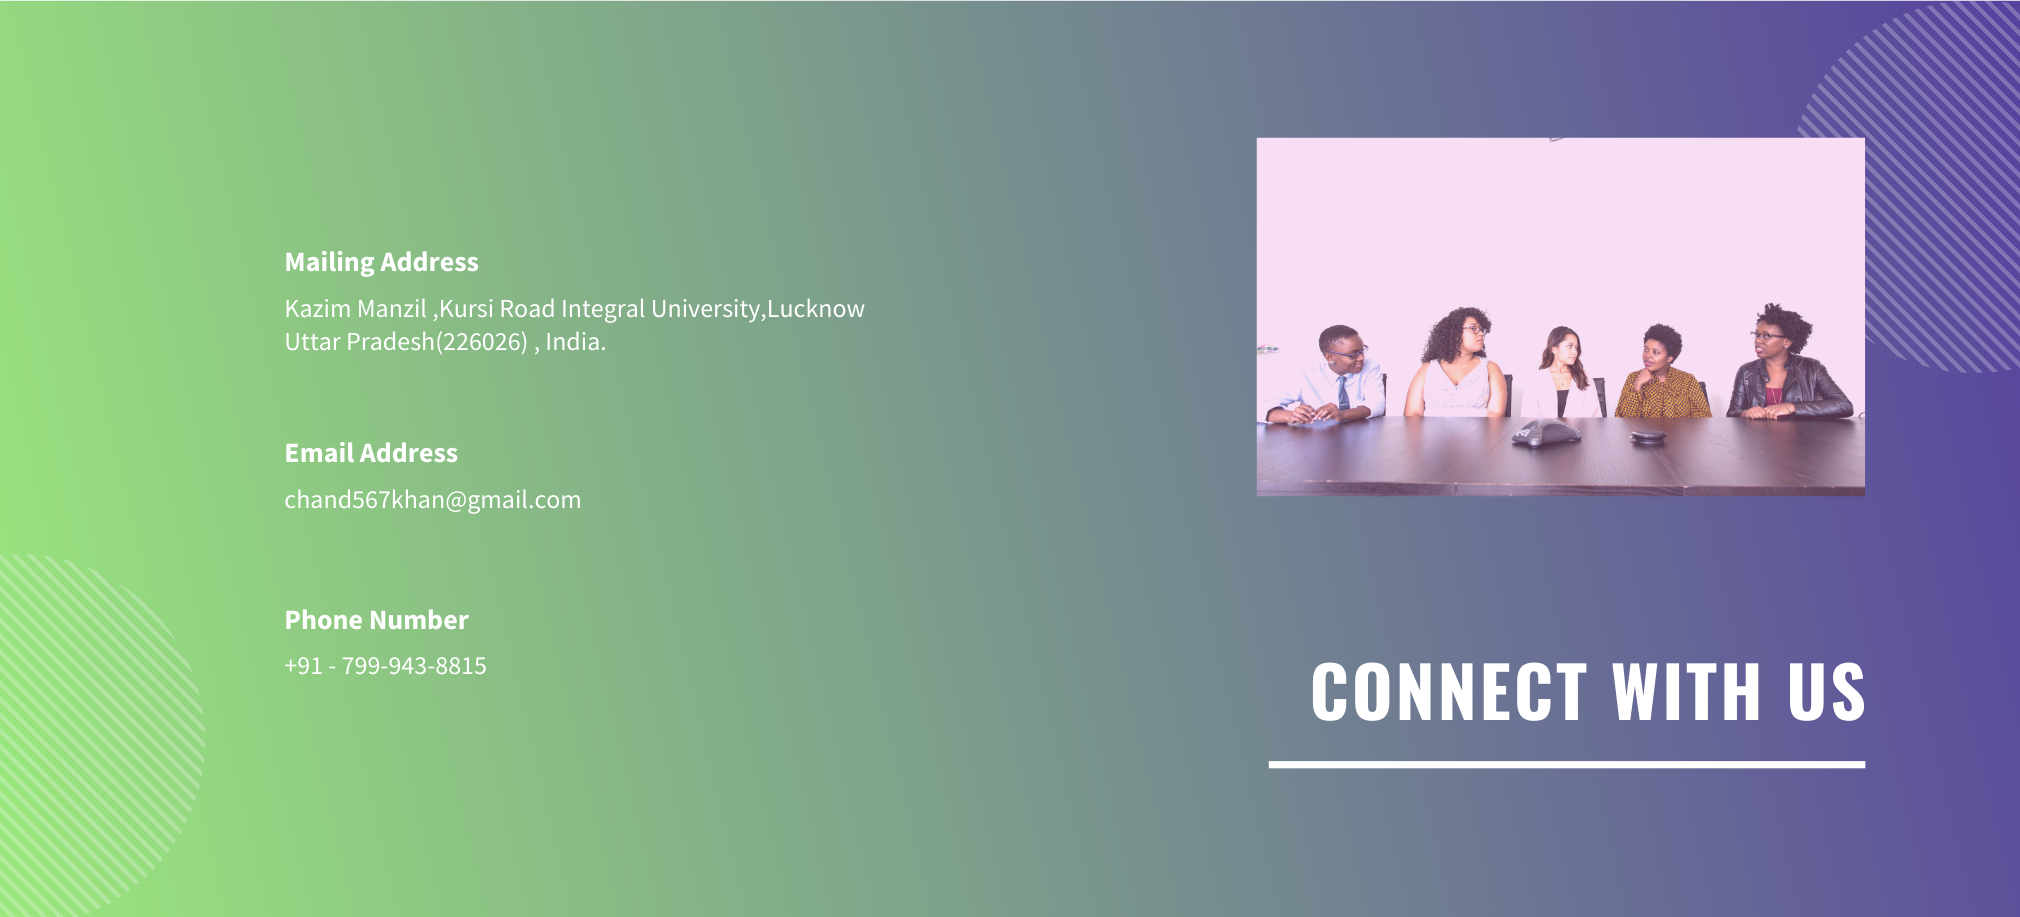 Mailing Address
Kazim Manzil ,Kursi Road Integral University,Lucknow
Uttar Pradesh(226026) , India.
Email Address
chand567khan@gmail.com
Phone Number
+91 - 799-943-8815
CONNECT WITH US